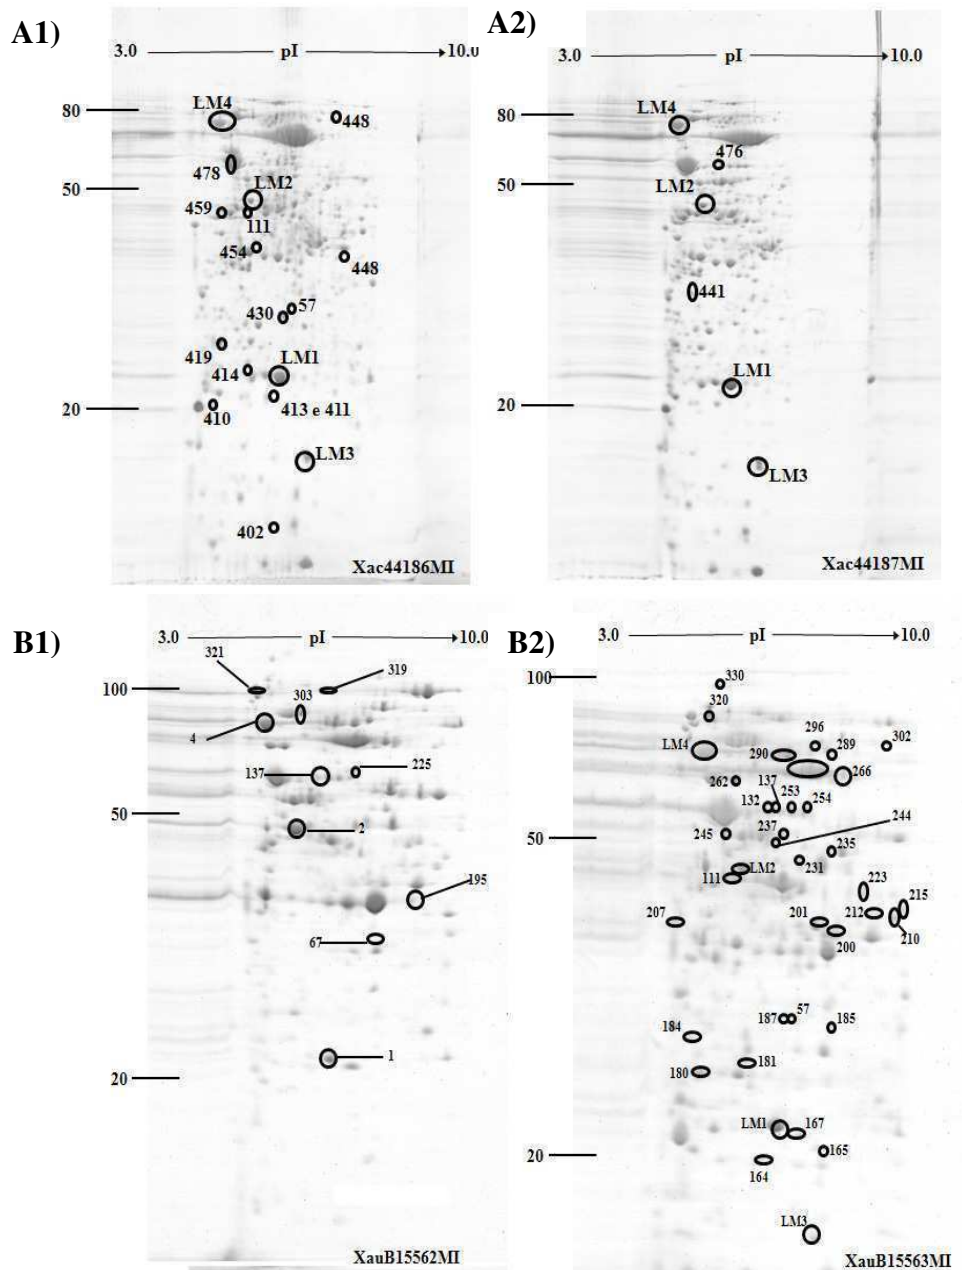 A1)
3.0 pI 10.0
80
LM4
448
478
50
LM2
459
111
454
448
57
430
419
414
LM1
20
410
413 e 411
LM3
402
Xac44186MI
A2)
3.0 pI 10.0
80
LM4
476
50
LM2
441
LM1
20
LM3
Xac44187MI
B1)
3.0 pI 10.0
321
319
100
303
4
137
225
50
2
195
67
1
20
XauB15562MI
B2)
3.0 pI 10.0
100
330
320
LM4
296
302
290
289
137
266
262
132
253
254
244
245
237
235
50
231
LM2
223
111
215
207
201
212
210
200
187
57
185
184
181
180
LM1
167
165
20
164
LM3
XauB15563MI